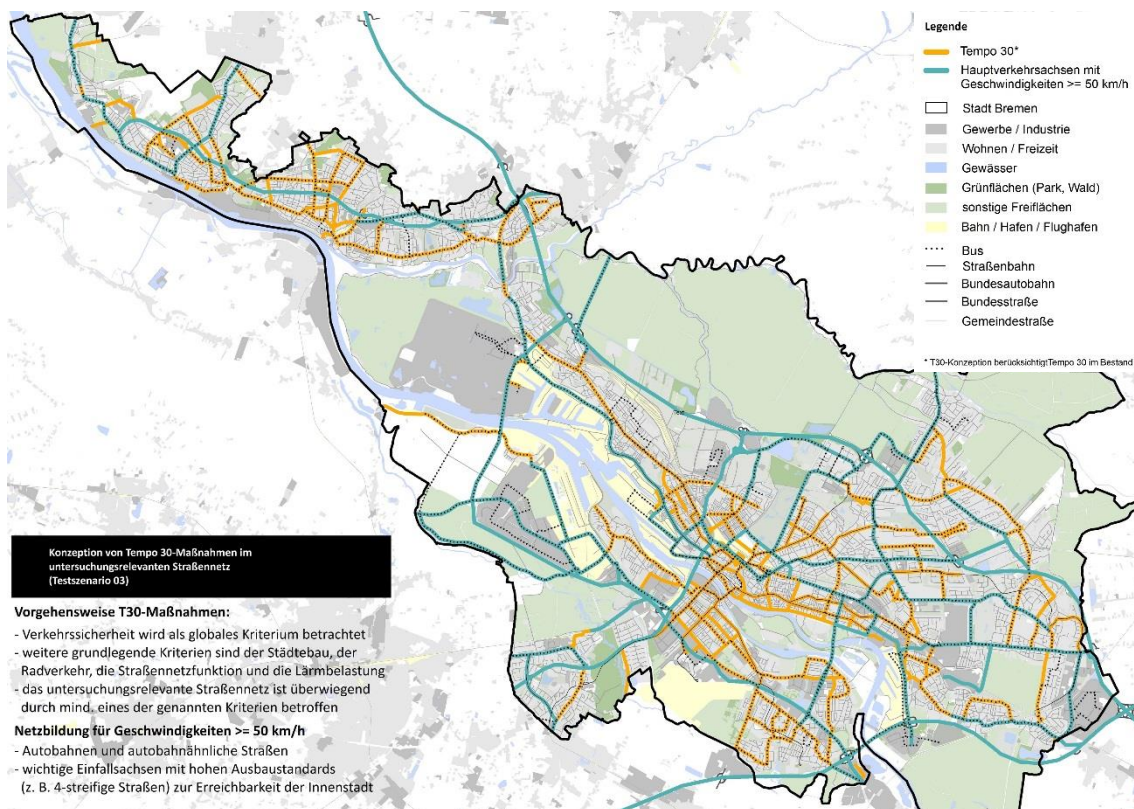 Legende
Tempo 30*
Hauptverkehrsachsen mit
Geschwindigkeiten >= 50 km/h
Stadt Bremen
Gewerbe / Industrie
Wohnen / Freizeit
Gewässer
Grünflächen (Park, Wald)
sonstige Freiflächen
Bahn / Hafen / Flughafen
Bus
Straßenbahn
Bundesautobahn
Bundesstraße
Gemeindestraße
* T30-Konzeption berücksichtigtTempo 30 im Bestand
Konzeption von Tempo 30-Maßnahmen im
untersuchungsrelevanten Straßennetz
(Testszenario 03)
Vorgehensweise T30-Maßnahmen:
- Verkehrssicherheit wird als globales Kriterium betrachtet
- weitere grundlegende Kriterien sind der Städtebau, der
Radverkehr, die Straßennetzfunktion und die Lärmbelastung
- das untersuchungsrelevante Straßennetz ist überwiegend
durch mind. eines der genannten Kriterien betroffen
Netzbildung für Geschwindigkeiten >= 50 km/h
- Autobahnen und autobahnähnliche Straßen
- wichtige Einfallsachsen mit hohen Ausbaustandards
(z. B. 4-streifige Straßen) zur Erreichbarkeit der Innenstadt